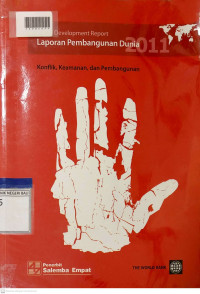 Development Report
Laporan Pembangunan Dunia
2011
Konflik, Keamanan, dan Pembangunan
Penerbit
Salemba Empat
THE WORLD BANK